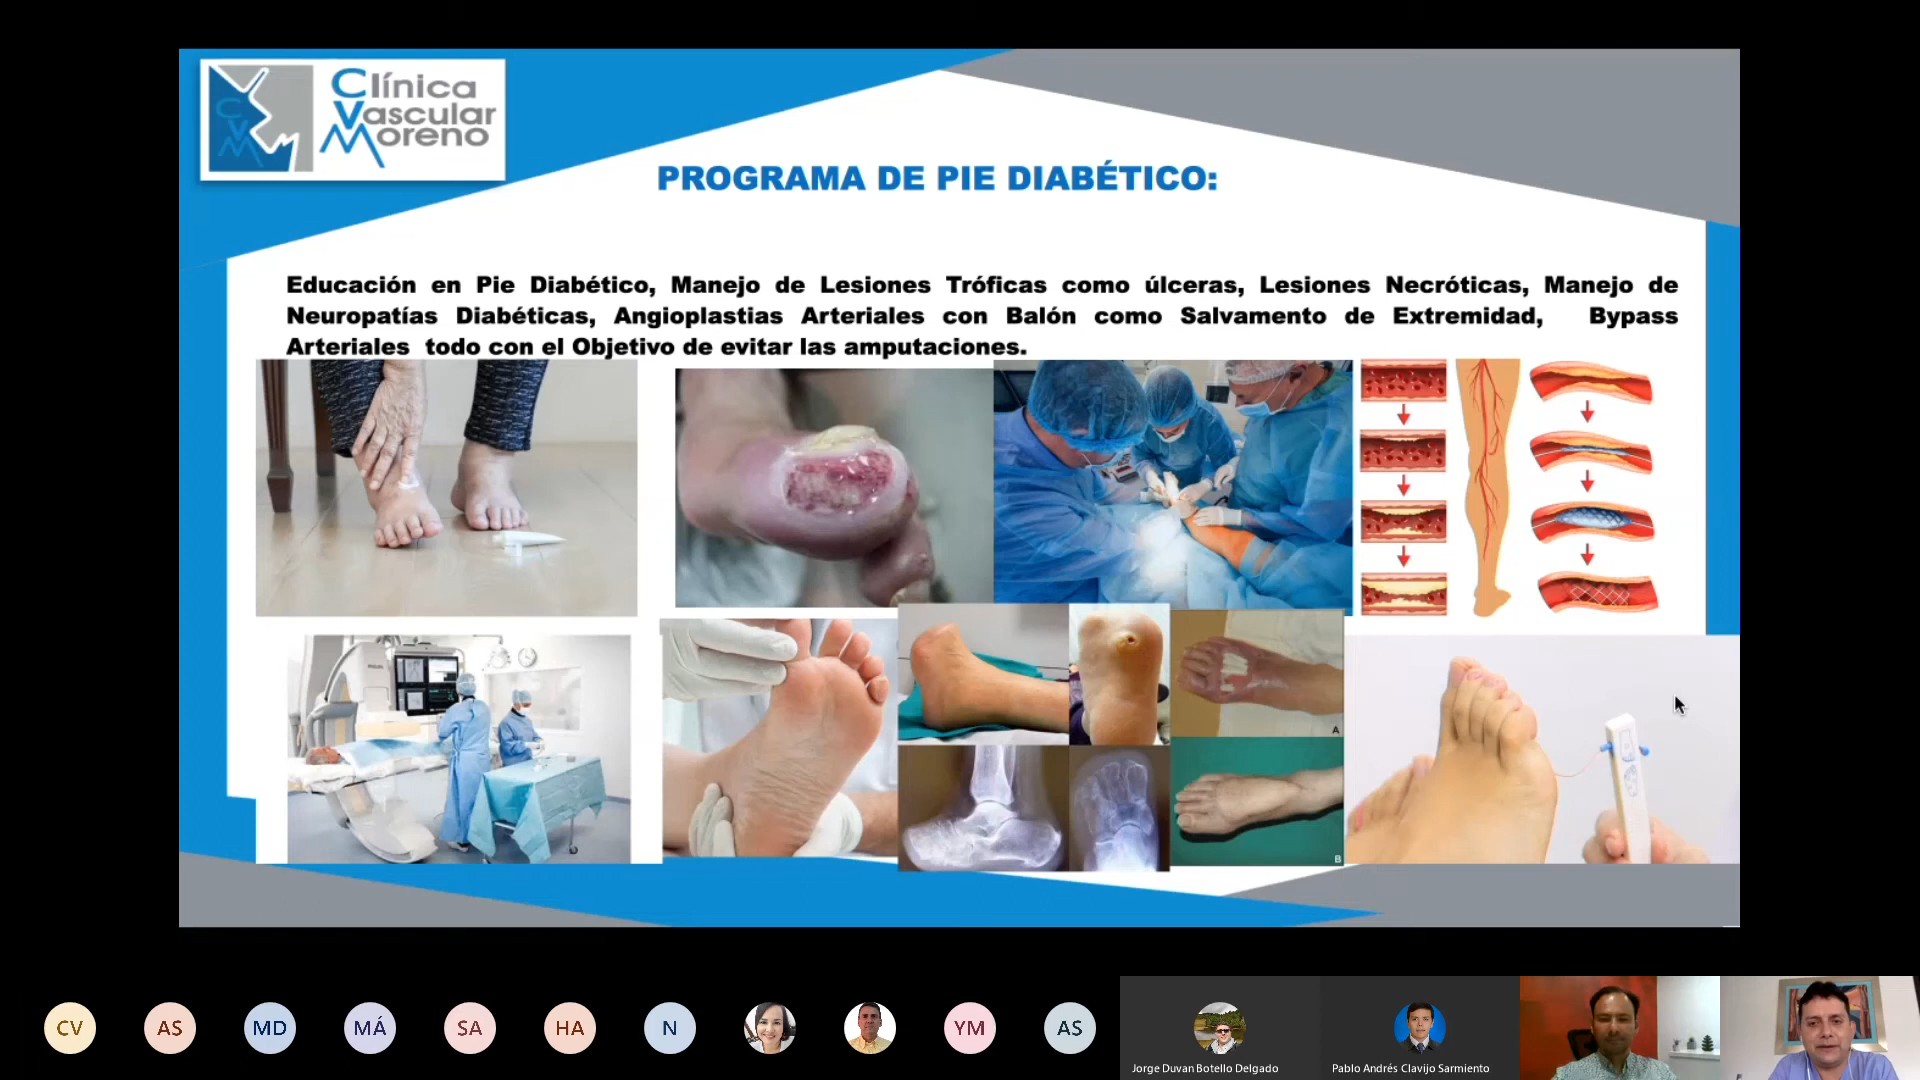 CVM
Clínica
Vascular
Moreno
PROGRAMA DE PIE DIABÉTICO:
Educación en Pie Diabético, Manejo de Lesiones Tróficas como úlceras, Lesiones Necróticas, Manejo de
Neuropatías Diabéticas, Angioplastias Arteriales con Balón como Salvamento de Extremidad, Bypass
Arteriales todo con el Objetivo de evitar las amputaciones.
A
B
CV
AS
MD
MÁ
SA
HA
N
YM
AS
Jorge Duvan Botello Delgado
Pablo Andrés Clavijo Sarmiento